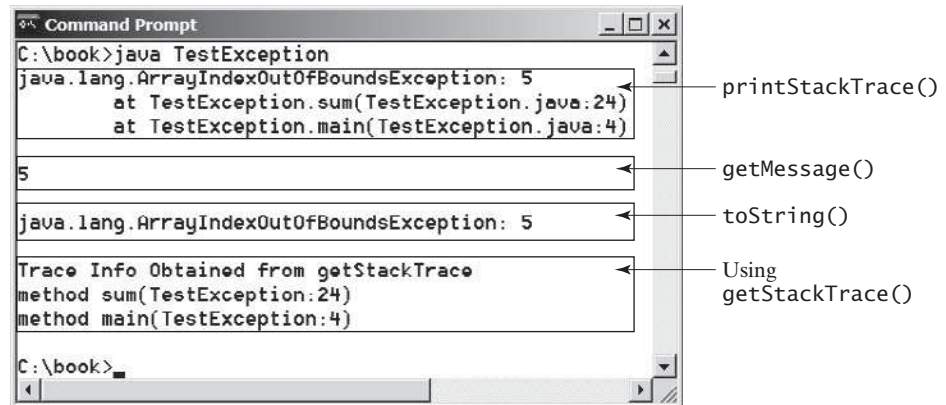 Command Prompt
C:\book>java TestException
java.lang.ArrayIndexOutOfBoundsException: 5
at TestException.sum(TestException.java:24)
at TestException.main(TestException.java:4)
printStackTrace()
5
getMessage()
java.lang.ArrayIndexOutOfBoundsException: 5
toString()
Trace Info Obtained from getStackTrace
method sum(TestException:24)
method main(TestException:4)
Using
getStackTrace()
C:\book>_